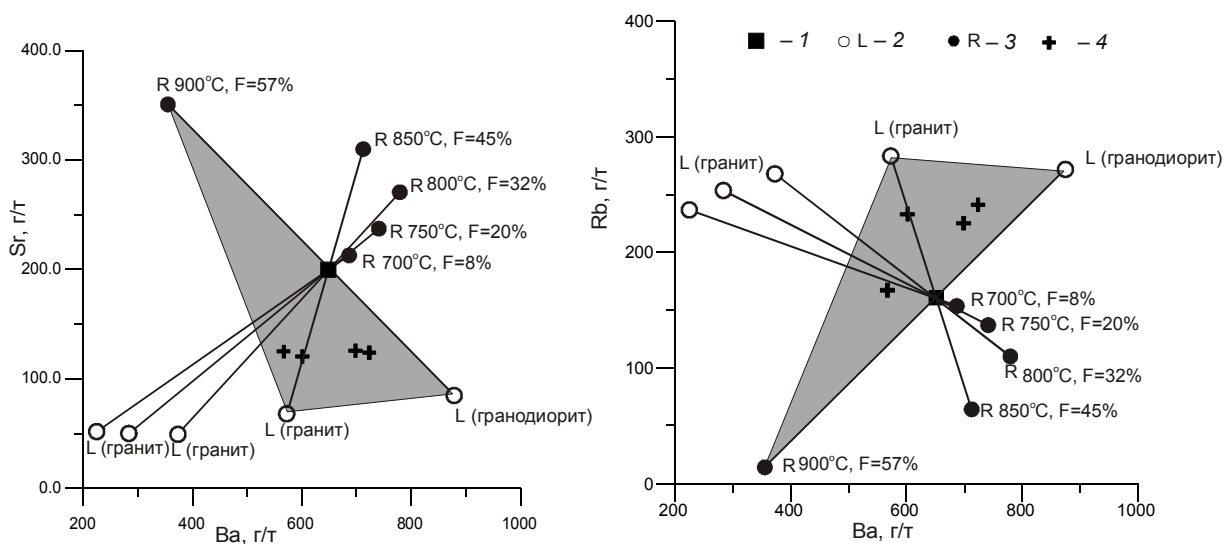 400.0
300.0
200.0
100.0
0.0
Sr, г/т
R 900°C, F=57%
R 850°C, F=45%
R 800°C, F=32%
R 750°C, F=20%
R 700°C, F=8%
L (гранит)
L (гранит)
L (гранит)
L (гранодиорит)
200
400
600
800
1000
Ba, г/т
400
300
200
100
0
Rb, г/т
– 1
L – 2
R – 3
– 4
L (гранит)
L (гранит)
L (гранодиорит)
R 700°C, F=8%
R 750°C, F=20%
R 800°C, F=32%
R 850°C, F=45%
R 900°C, F=57%
200
400
600
800
1000
Ba, г/т